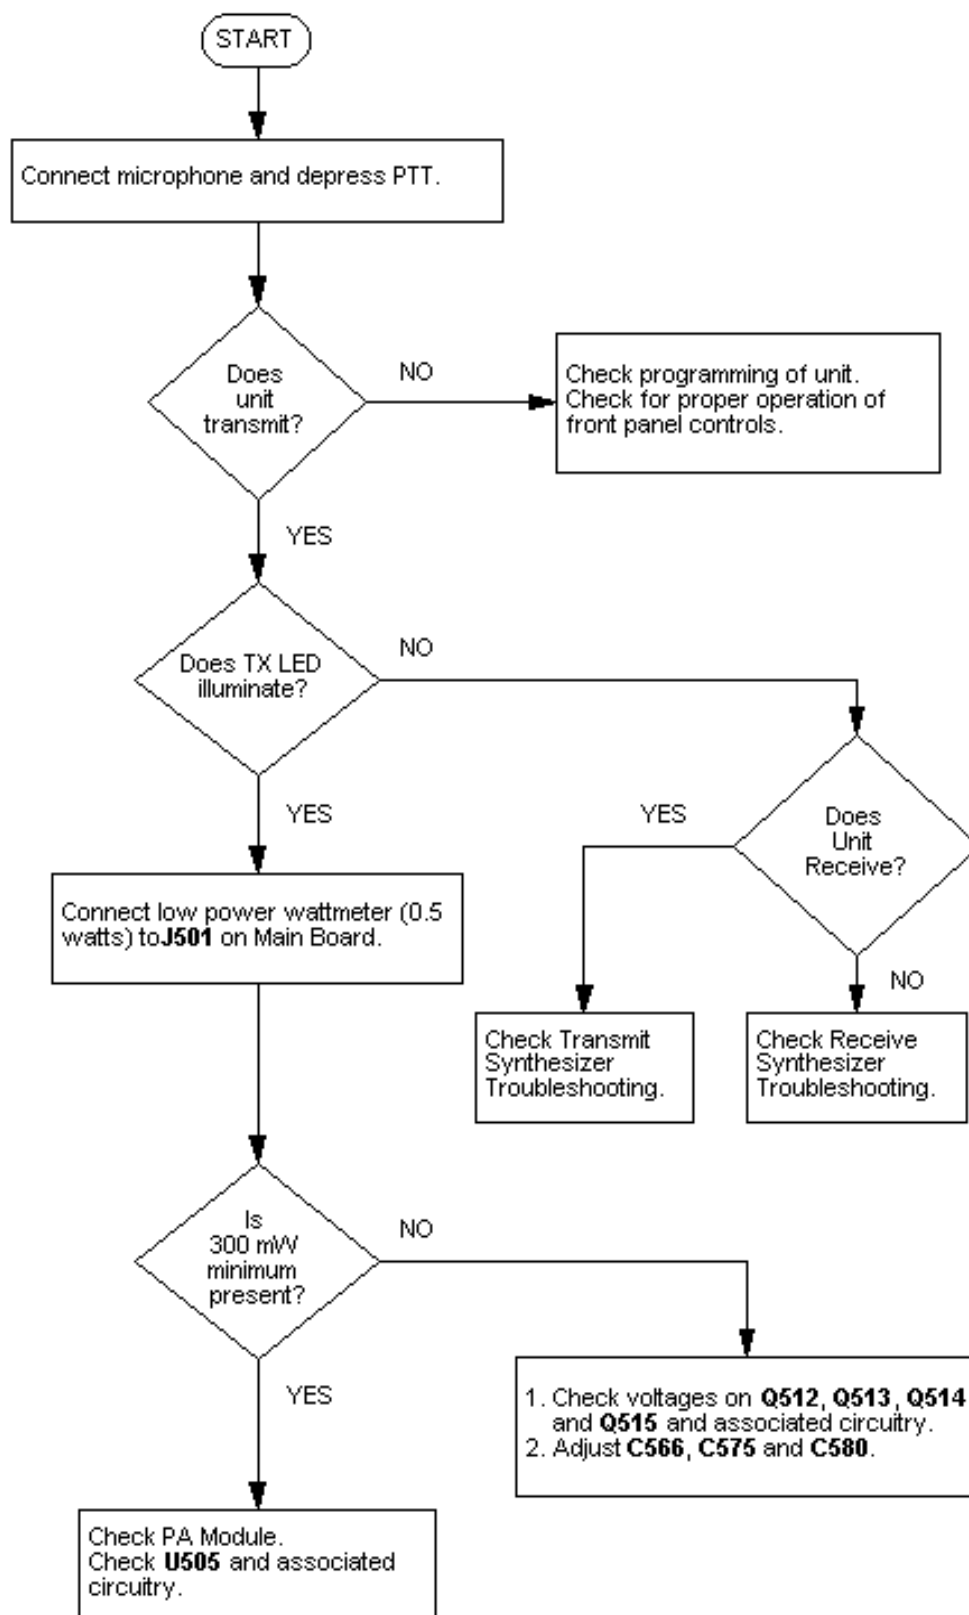 START
Connect microphone and depress PTT.
Does
unit
transmit?
NO
Check programming of unit.
Check for proper operation of
front panel controls.
YES
Does TX LED
illuminate?
NO
YES
Does
Unit
Receive?
YES
NO
Connect low power wattmeter (0.5
watts) toJ501 on Main Board.
Check Transmit
Synthesizer
Troubleshooting.
Check Receive
Synthesizer
Troubleshooting.
Is
300 mW
minimum
present?
NO
YES
1. Check voltages on Q512, Q513, Q514
and Q515 and associated circuitry.
2. Adjust C566, C575 and C580.
Check PA Module.
Check U505 and associated
circuitry.